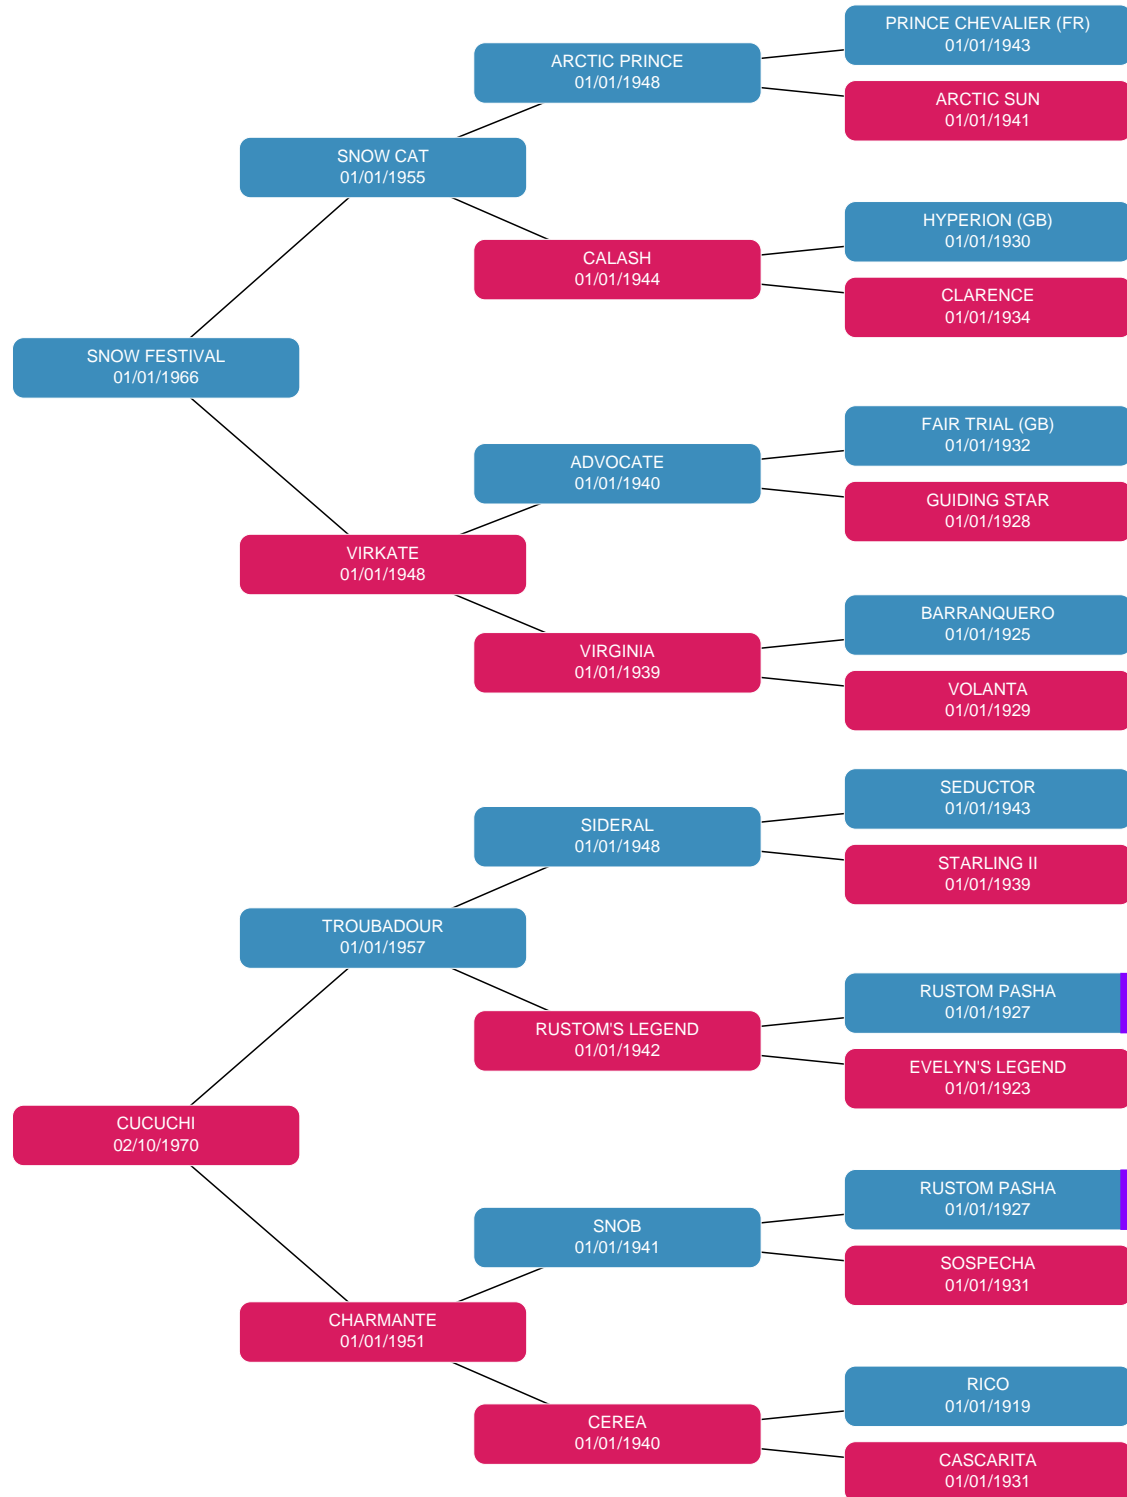 PRINCE CHEVALIER (FR)
01/01/1943
ARCTIC PRINCE
01/01/1948
ARCTIC SUN
01/01/1941
SNOW CAT
01/01/1955
HYPERION (GB)
01/01/1930
CALASH
01/01/1944
CLARENCE
01/01/1934
SNOW FESTIVAL
01/01/1966
FAIR TRIAL (GB)
01/01/1932
ADVOCATE
01/01/1940
GUIDING STAR
01/01/1928
VIRKATE
01/01/1948
BARRANQUERO
01/01/1925
VIRGINIA
01/01/1939
VOLANTA
01/01/1929
SEDUCTOR
01/01/1943
SIDERAL
01/01/1948
STARLING II
01/01/1939
TROUBADOUR
01/01/1957
RUSTOM PASHA
01/01/1927
RUSTOM'S LEGEND
01/01/1942
EVELYN'S LEGEND
01/01/1923
CUCUCHI
02/10/1970
RUSTOM PASHA
01/01/1927
SNOB
01/01/1941
SOSPECHA
01/01/1931
CHARMANTE
01/01/1951
RICO
01/01/1919
CEREA
01/01/1940
CASCARITA
01/01/1931